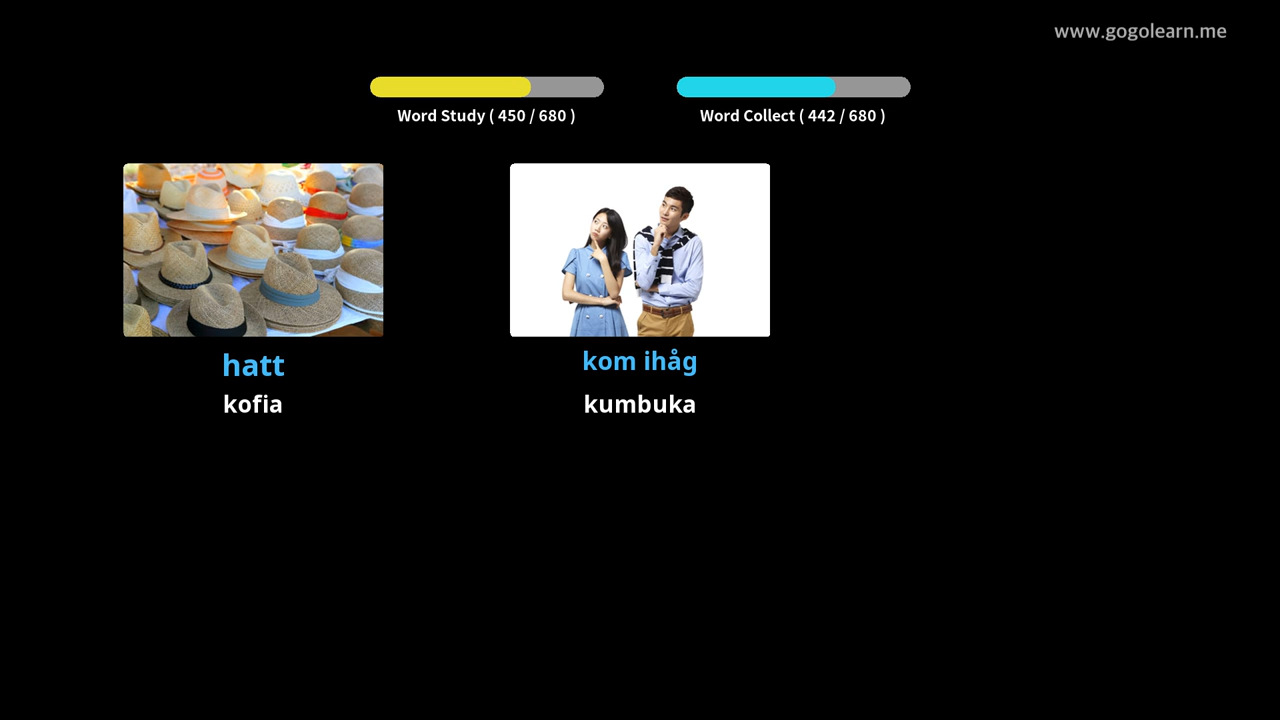 www.gogolearn.me
Word Study ( 450 / 680 )
Word Collect ( 442 / 680 )
hatt
kofia
kom ihåg
kumbuka